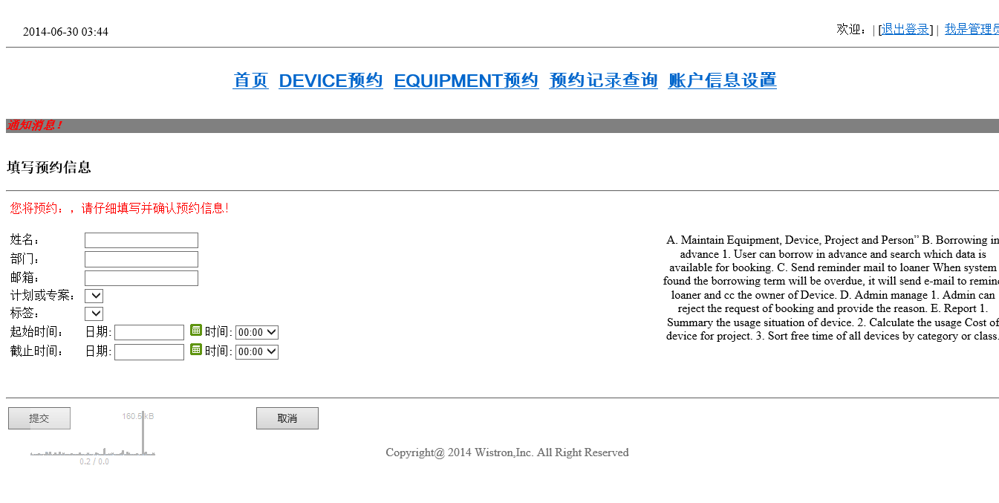 2014-06-30 03:44
欢迎：| [退出登录] | 我是管理员
首页 DEVICE预约 EQUIPMENT预约 预约记录查询 账户信息设置
通知消息！
填写预约信息
您将预约：，请仔细填写并确认预约信息！
姓名：
部门：
邮箱：
计划或专案：
标签：
起始时间： 日期: 时间: 00:00
截止时间： 日期: 时间: 00:00
A. Maintain Equipment, Device, Project and Person” B. Borrowing in
advance 1. User can borrow in advance and search which data is
available for booking. C. Send reminder mail to loaner When system
found the borrowing term will be overdue, it will send e-mail to remind
loaner and cc the owner of Device. D. Admin manage 1. Admin can
reject the request of booking and provide the reason. E. Report 1.
Summary the usage situation of device. 2. Calculate the usage Cost of
device for project. 3. Sort free time of all devices by category or class.
提交 160.5 kB 取消
0.2 / 0.0
Copyright@ 2014 Wistron,Inc. All Right Reserved